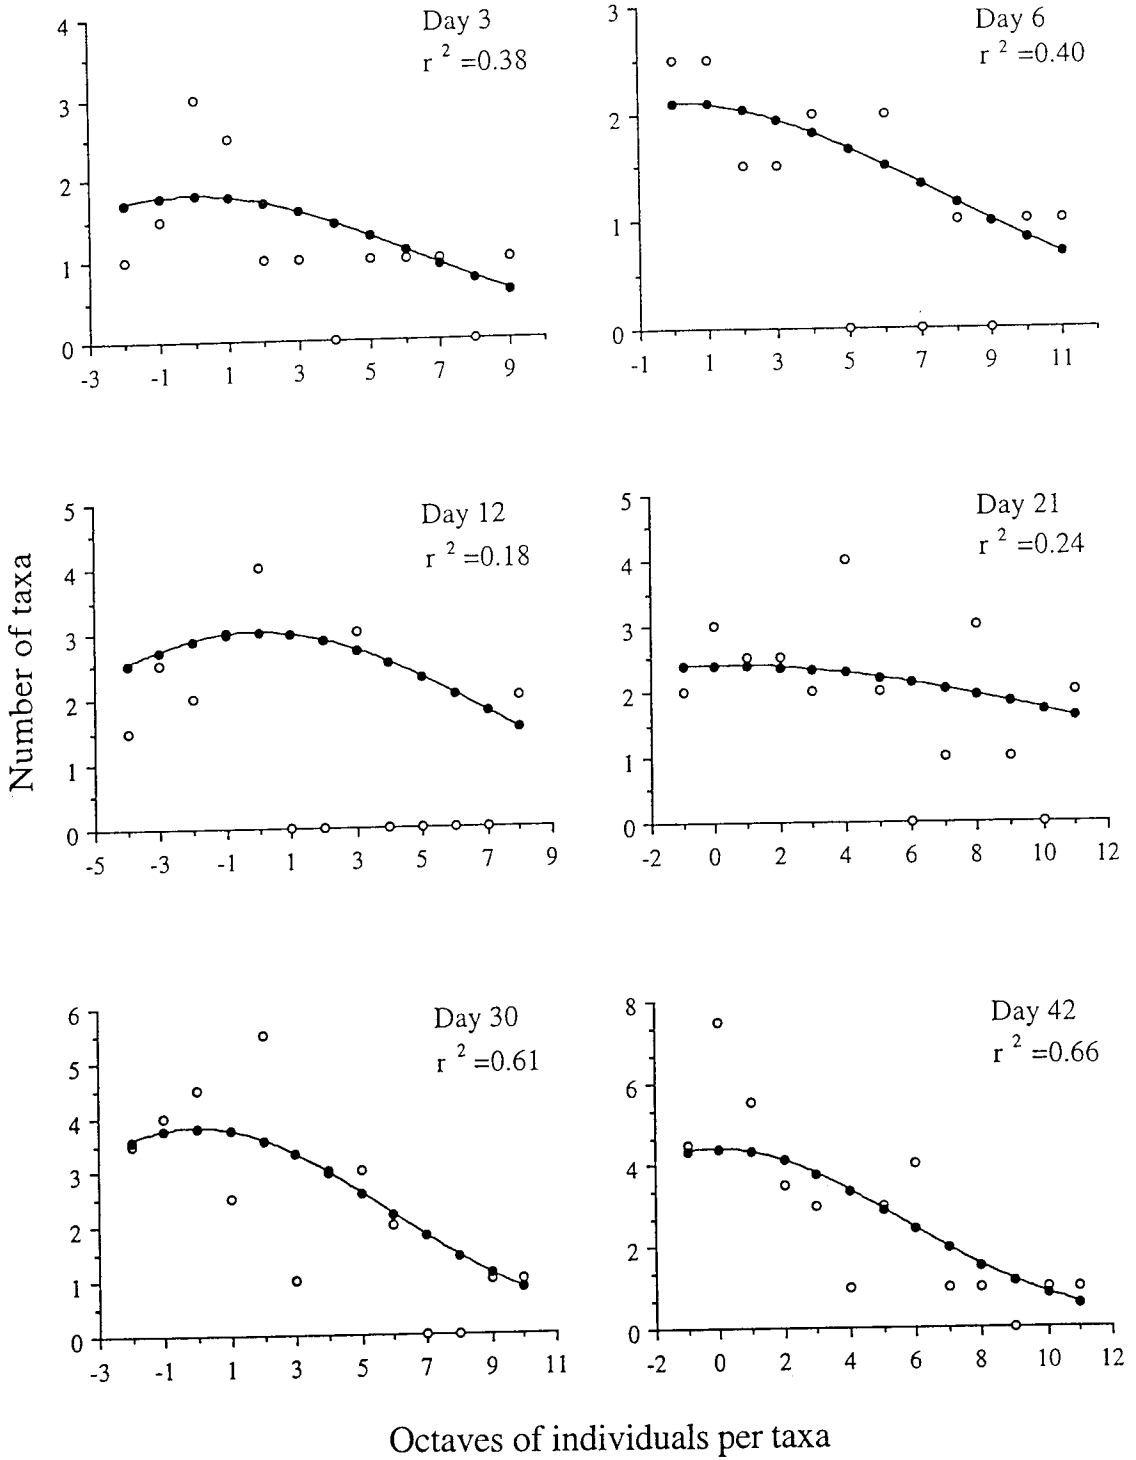 Day 3
r 2 =0.38
4
3
2
1
0
-3 -1 1 3 5 7 9
Day 6
r 2 =0.40
3
2
1
0
-1 1 3 5 7 9 11
Day 12
r 2 =0.18
5
4
3
2
1
0
-5 -3 -1 1 3 5 7 9
Day 21
r 2 =0.24
5
4
3
2
1
0
-2 0 2 4 6 8 10 12
Number of taxa
Day 30
r 2 =0.61
6
5
4
3
2
1
0
-3 -1 1 3 5 7 9 11
Day 42
r 2 =0.66
8
6
4
2
0
-2 0 2 4 6 8 10 12
Octaves of individuals per taxa